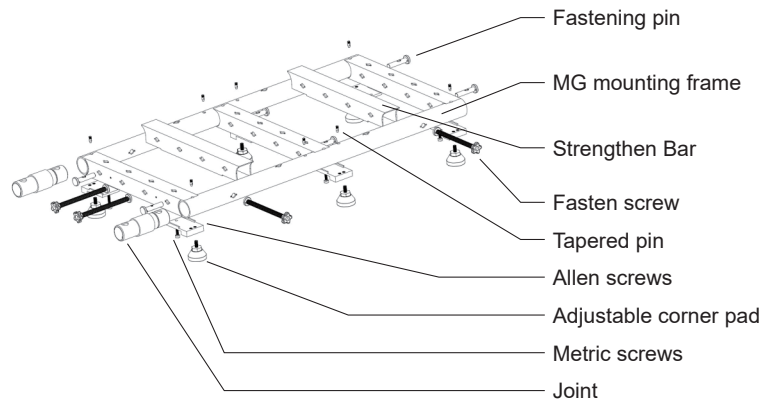 Fastening pin
MG mounting frame
Strengthen Bar
Fasten screw
Tapered pin
Allen screws
Adjustable corner pad
Metric screws
Joint